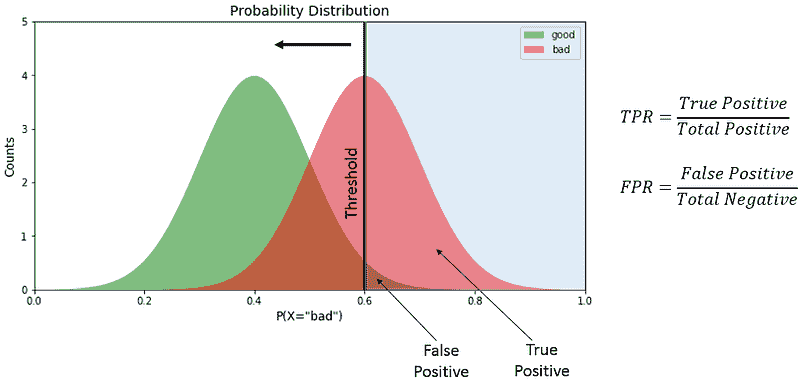 Probability Distribution
5
4
3
2
1
0
Counts
good
bad
Threshold
0.0 0.2 0.4 0.6 0.8 1.0
P(X="bad")
False
Positive
True
Positive
TPR = True Positive
Total Positive
FPR = False Positive
Total Negative